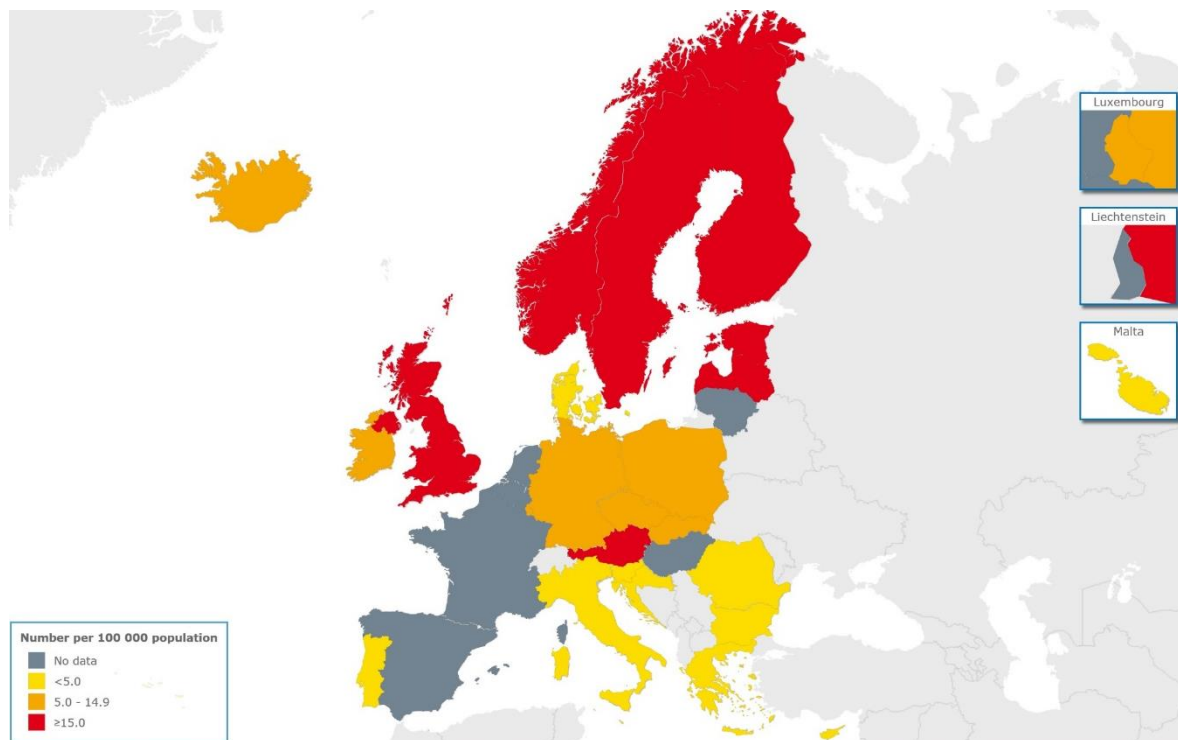 Luxembourg
Liechtenstein
Malta
Number per 100 000 population
No data
<5.0
5.0 - 14.9
≥15.0